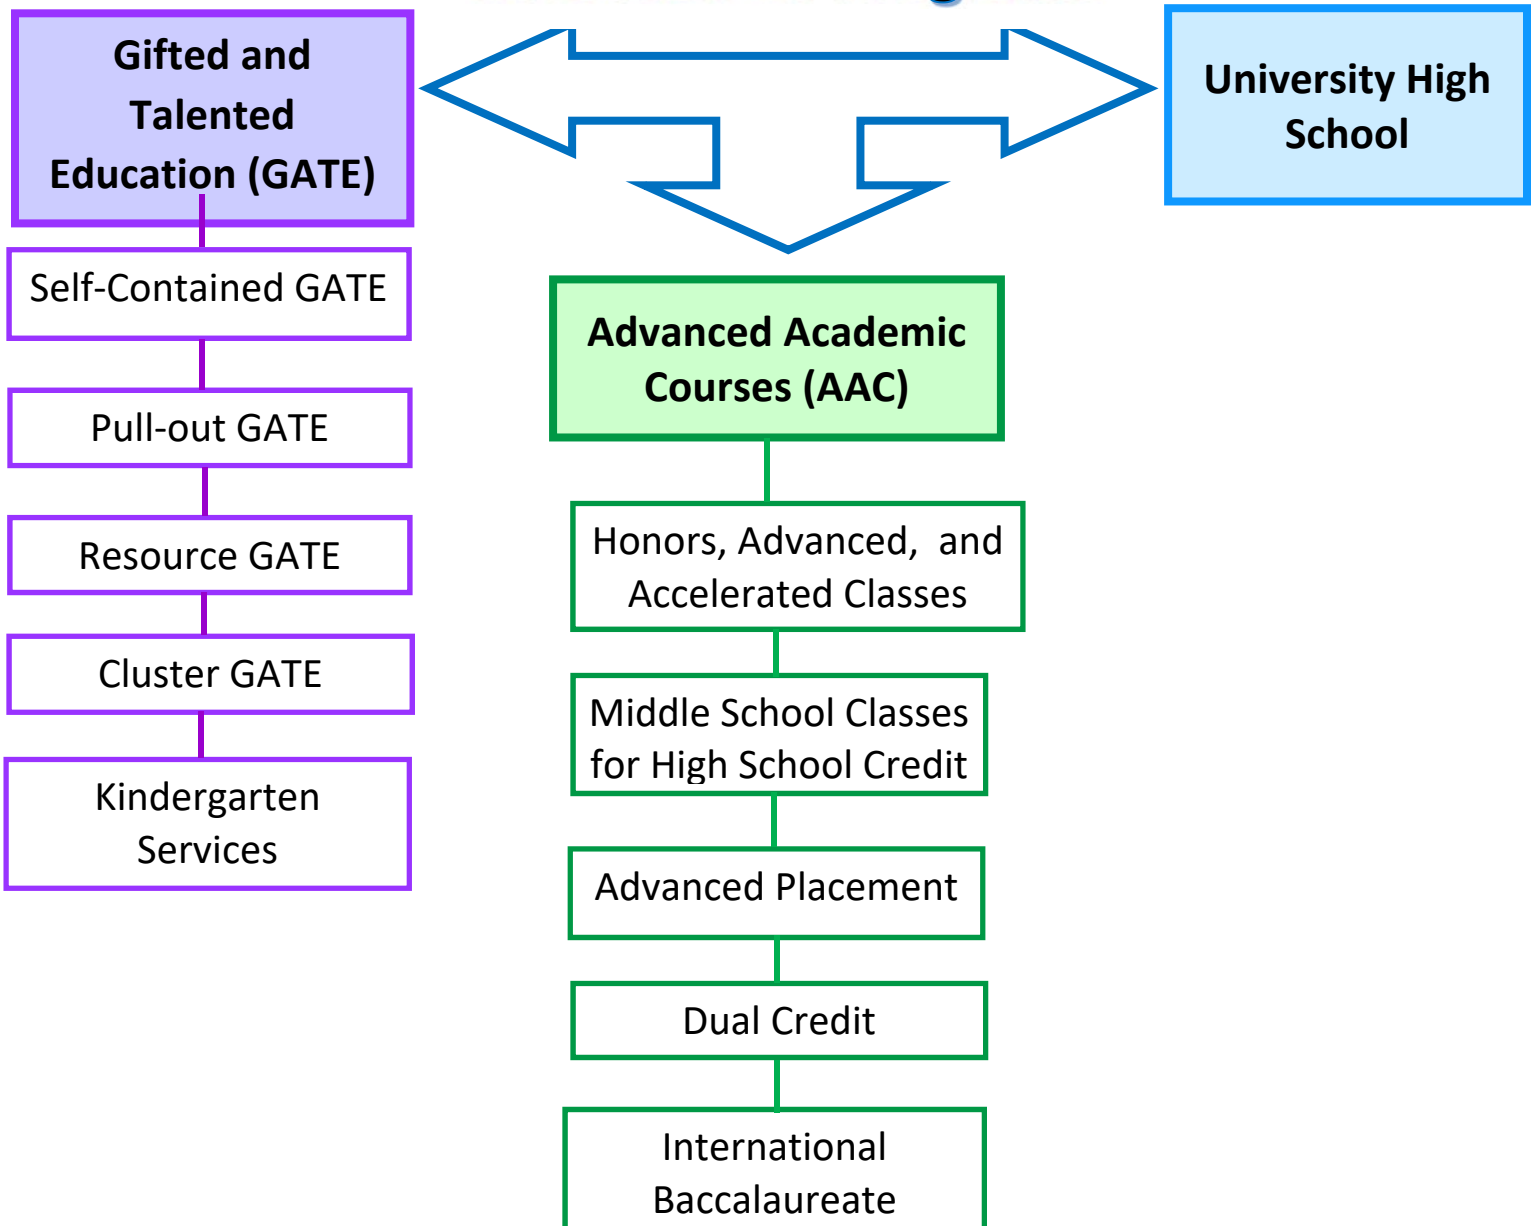 Gifted and
Talented
Education (GATE)
University High
School
Self-Contained GATE
Pull-out GATE
Resource GATE
Cluster GATE
Kindergarten
Services
Advanced Academic
Courses (AAC)
Honors, Advanced, and
Accelerated Classes
Middle School Classes
for High School Credit
Advanced Placement
Dual Credit
International
Baccalaureate